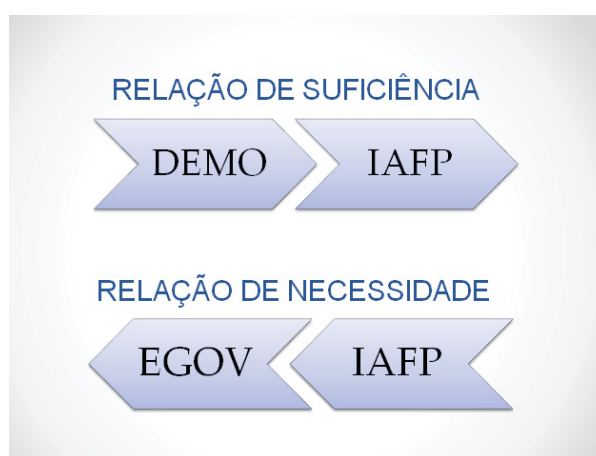 RELAÇÃO DE SUFICIÊNCIA
DEMO IAFP
RELAÇÃO DE NECESSIDADE
EGOV IAFP